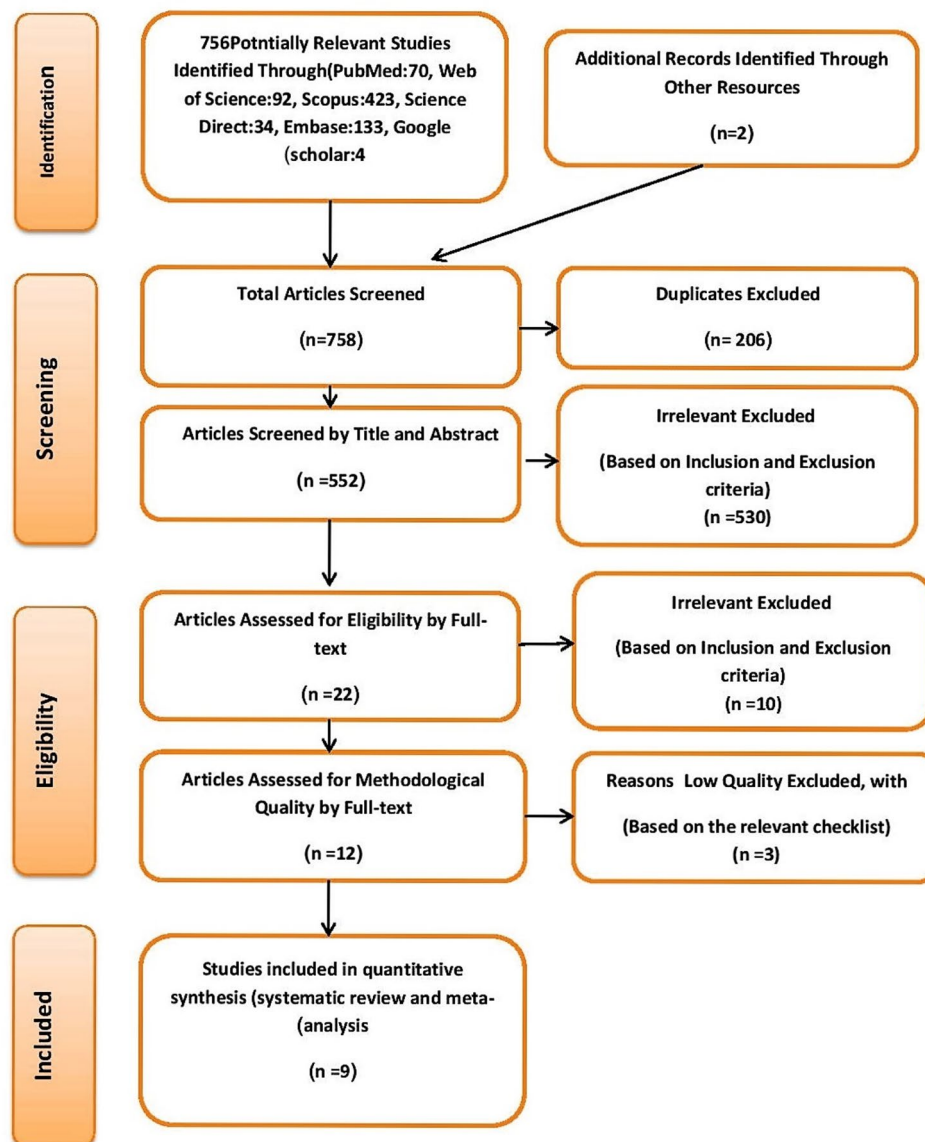 Identification
756Potntially Relevant Studies
Identified Through(PubMed:70, Web
of Science:92, Scopus:423, Science
Direct:34, Embase:133, Google
(scholar:4
Additional Records Identified Through
Other Resources
(n=2)
Screening
Total Articles Screened
(n=758)
Duplicates Excluded
(n= 206)
Articles Screened by Title and Abstract
(n =552)
Irrelevant Excluded
(Based on Inclusion and Exclusion
criteria)
(n =530)
Eligibility
Articles Assessed for Eligibility by Full-
text
(n =22)
Irrelevant Excluded
(Based on Inclusion and Exclusion
criteria)
(n =10)
Articles Assessed for Methodological
Quality by Full-text
(n =12)
Reasons Low Quality Excluded, with
(Based on the relevant checklist)
(n =3)
Included
Studies included in quantitative
synthesis (systematic review and meta-
(analysis
(n =9)